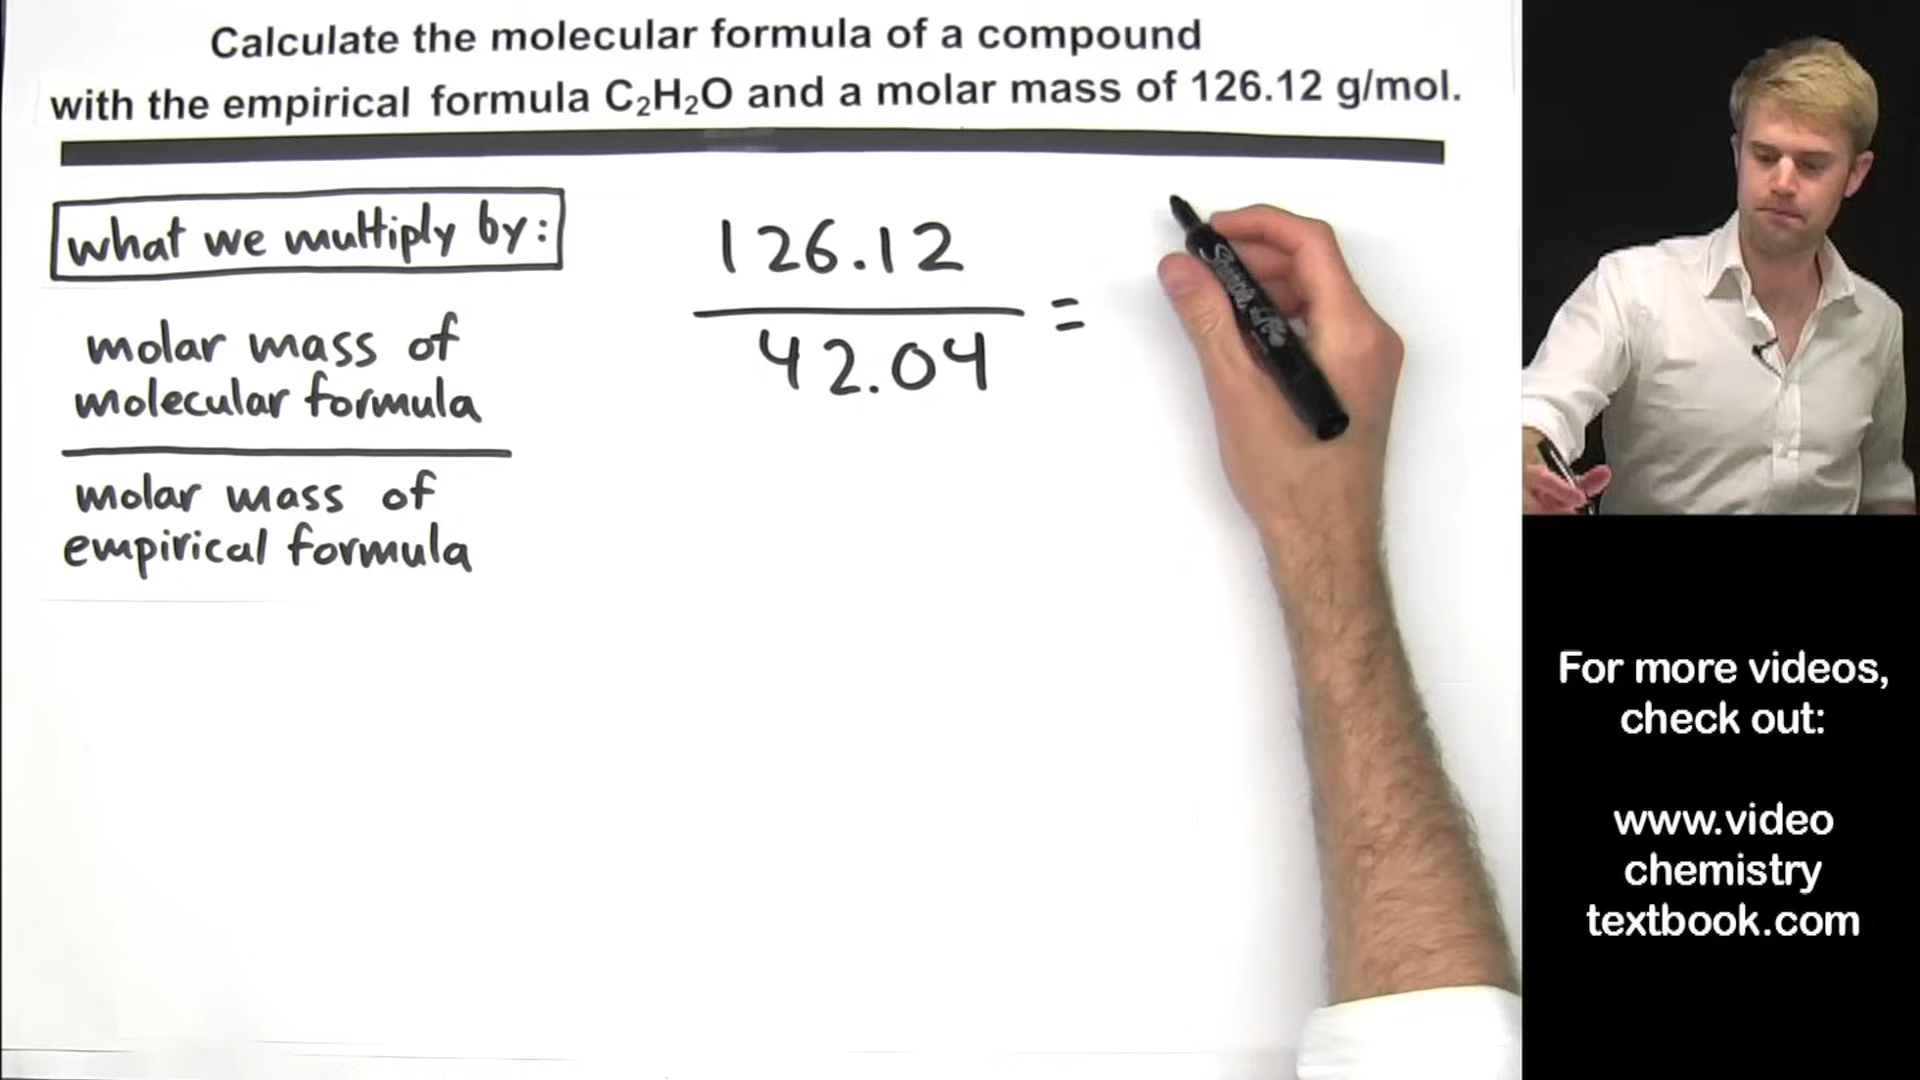 Calculate the molecular formula of a compound
with the empirical formula C₂H₂O and a molar mass of 126.12 g/mol.
what we multiply by:
molar mass of
molecular formula
molar mass of
empirical formula
126.12
42.04
=
Sharpie
For more videos,
check out:
www.video
chemistry
textbook.com